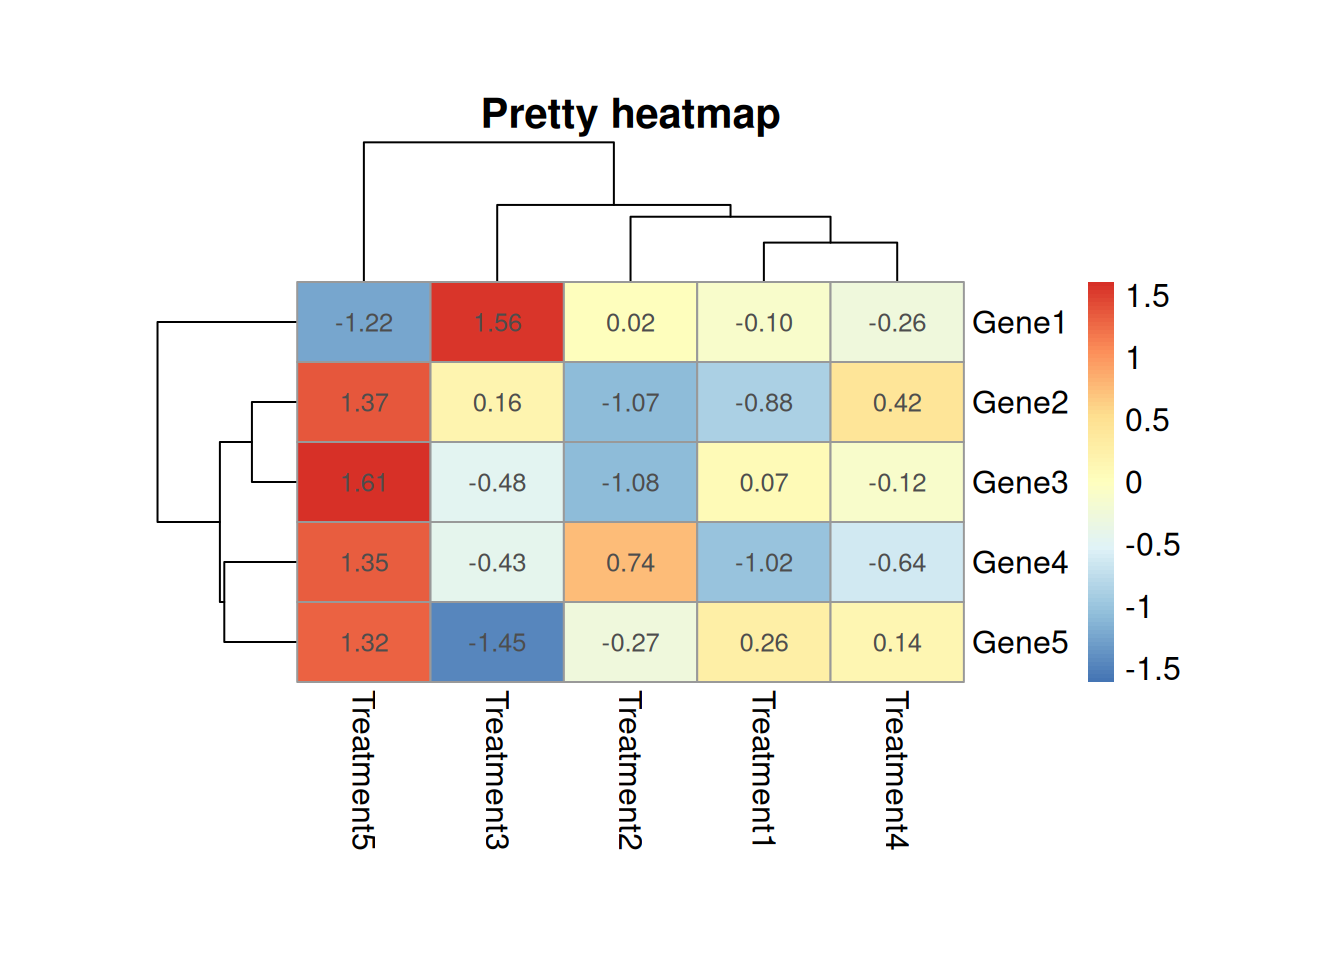 Pretty heatmap
-1.22 1.56 0.02 -0.10 -0.26 Gene1
1.37 0.16 -1.07 -0.88 0.42 Gene2
1.61 -0.48 -1.08 0.07 -0.12 Gene3
1.35 -0.43 0.74 -1.02 -0.64 Gene4
1.32 -1.45 -0.27 0.26 0.14 Gene5
Treatment5
Treatment3
Treatment2
Treatment1
Treatment4
1.5
1
0.5
0
-0.5
-1
-1.5